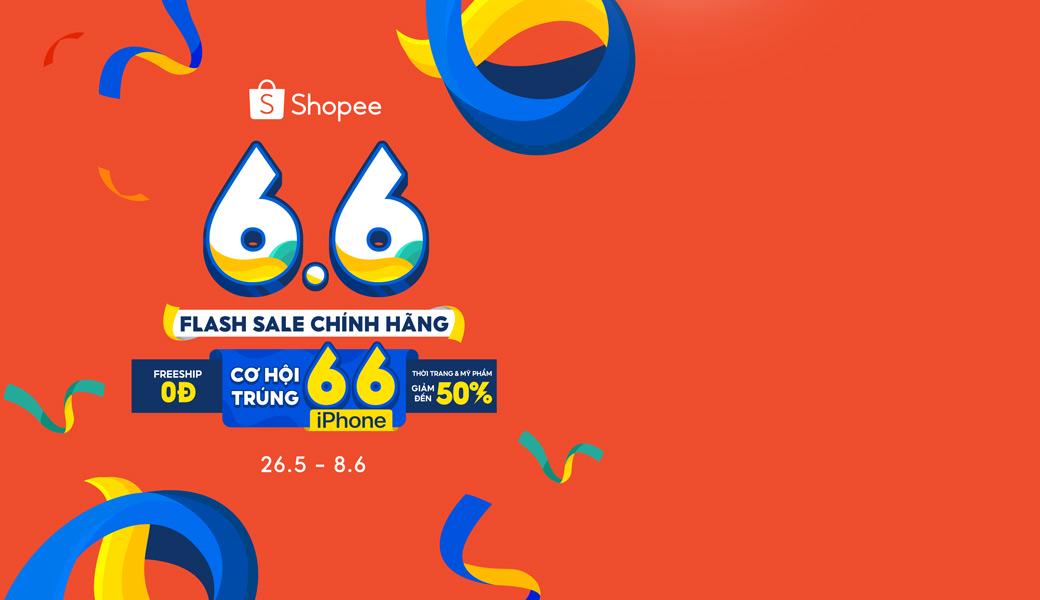 Shopee
6.6
FLASH SALE CHÍNH HÃNG
FREESHIP
0Đ
CƠ HỘI
TRÚNG
66
iPhone
THỜI TRANG & MỸ PHẨM
GIẢM
ĐẾN
50%
26.5 - 8.6